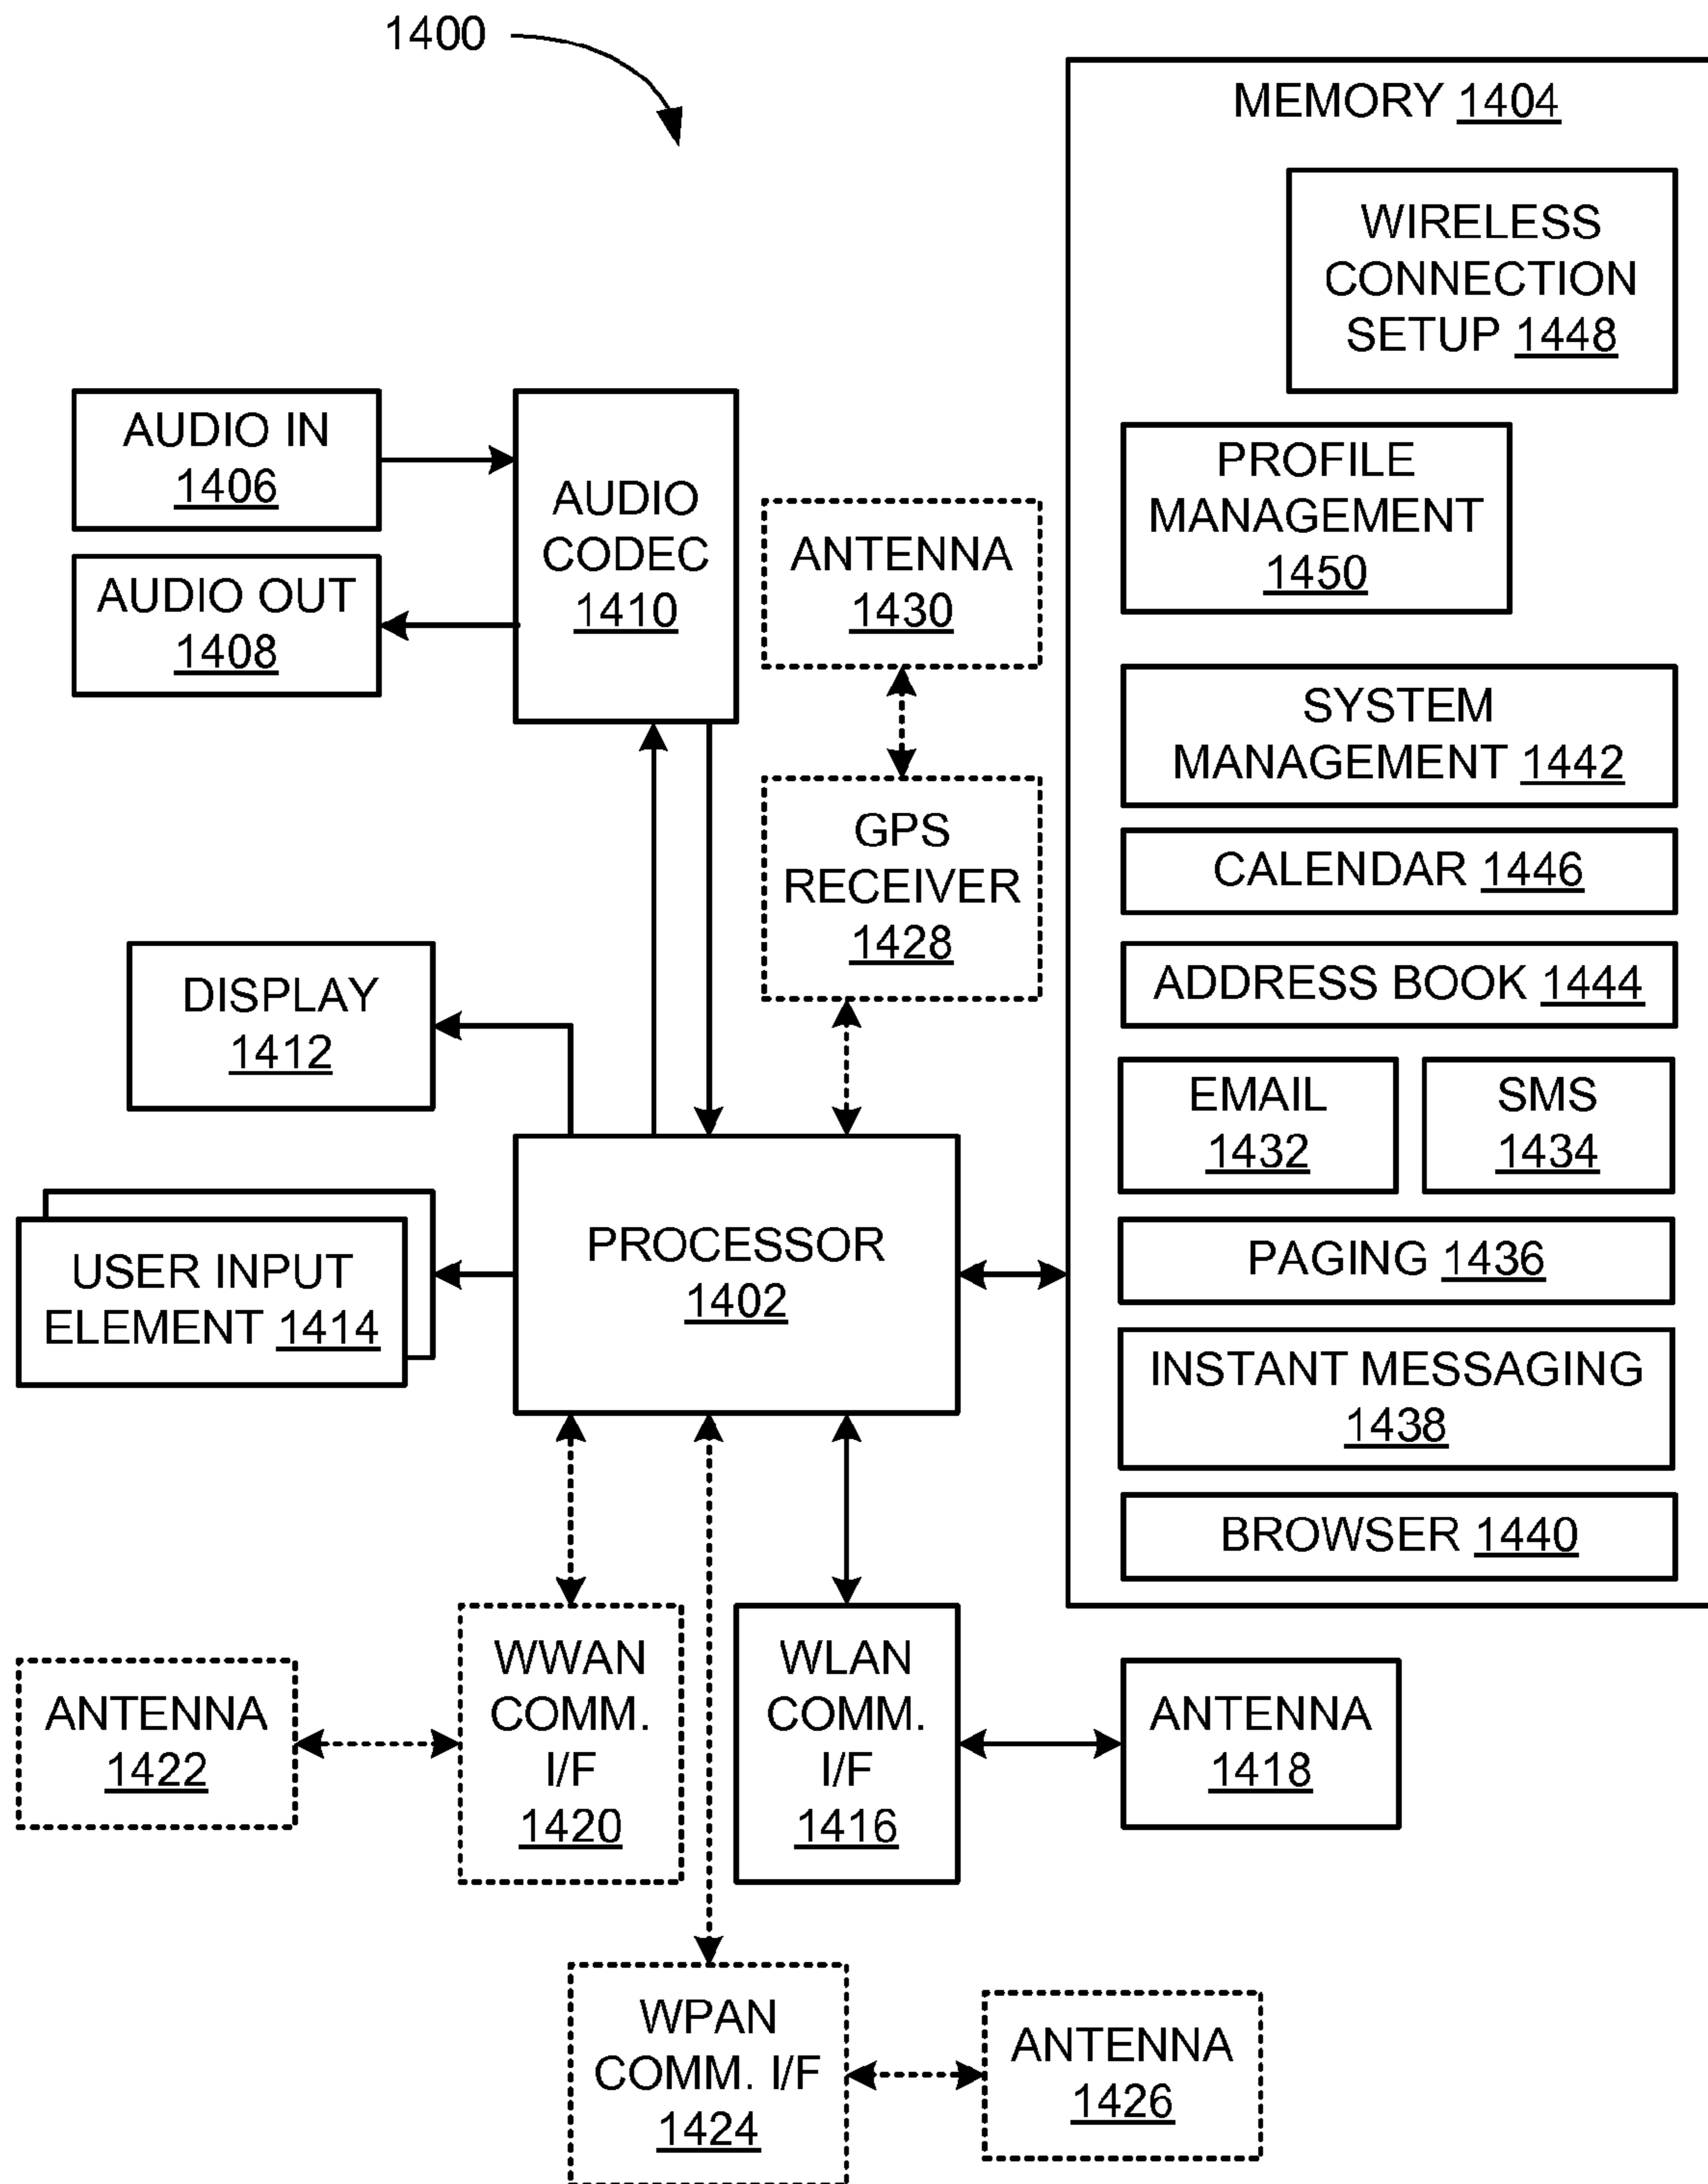 1400
MEMORY 1404
WIRELESS
CONNECTION
SETUP 1448
PROFILE
MANAGEMENT
1450
SYSTEM
MANAGEMENT 1442
CALENDAR 1446
ADDRESS BOOK 1444
EMAIL
1432
SMS
1434
PAGING 1436
INSTANT MESSAGING
1438
BROWSER 1440
AUDIO IN
1406
AUDIO OUT
1408
AUDIO
CODEC
1410
ANTENNA
1430
GPS
RECEIVER
1428
DISPLAY
1412
USER INPUT
ELEMENT 1414
PROCESSOR
1402
ANTENNA
1422
WWAN
COMM.
I/F
1420
WLAN
COMM.
I/F
1416
ANTENNA
1418
WPAN
COMM. I/F
1424
ANTENNA
1426